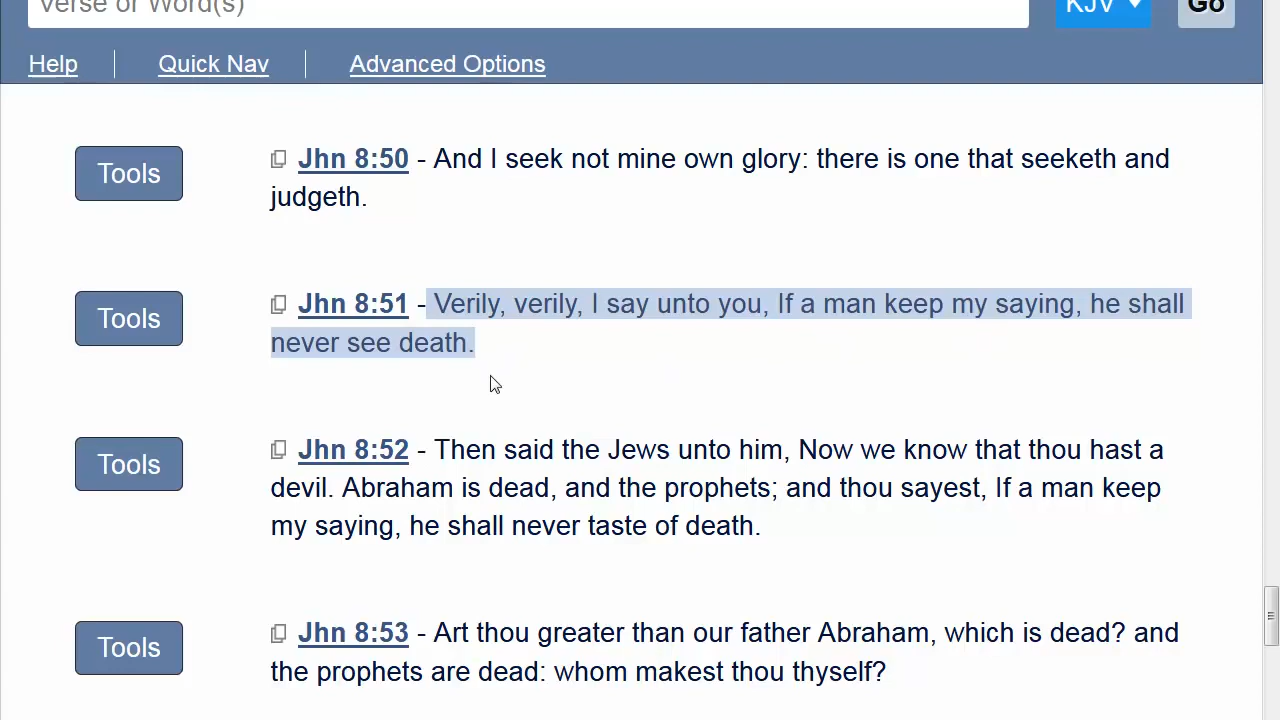 Verse or Word(s)
KJV
Go
Help
Quick Nav
Advanced Options
Tools
Jhn 8:50 - And I seek not mine own glory: there is one that seeketh and
judgeth.
Tools
Jhn 8:51 - Verily, verily, I say unto you, If a man keep my saying, he shall
never see death.
Tools
Jhn 8:52 - Then said the Jews unto him, Now we know that thou hast a
devil. Abraham is dead, and the prophets; and thou sayest, If a man keep
my saying, he shall never taste of death.
Tools
Jhn 8:53 - Art thou greater than our father Abraham, which is dead? and
the prophets are dead: whom makest thou thyself?